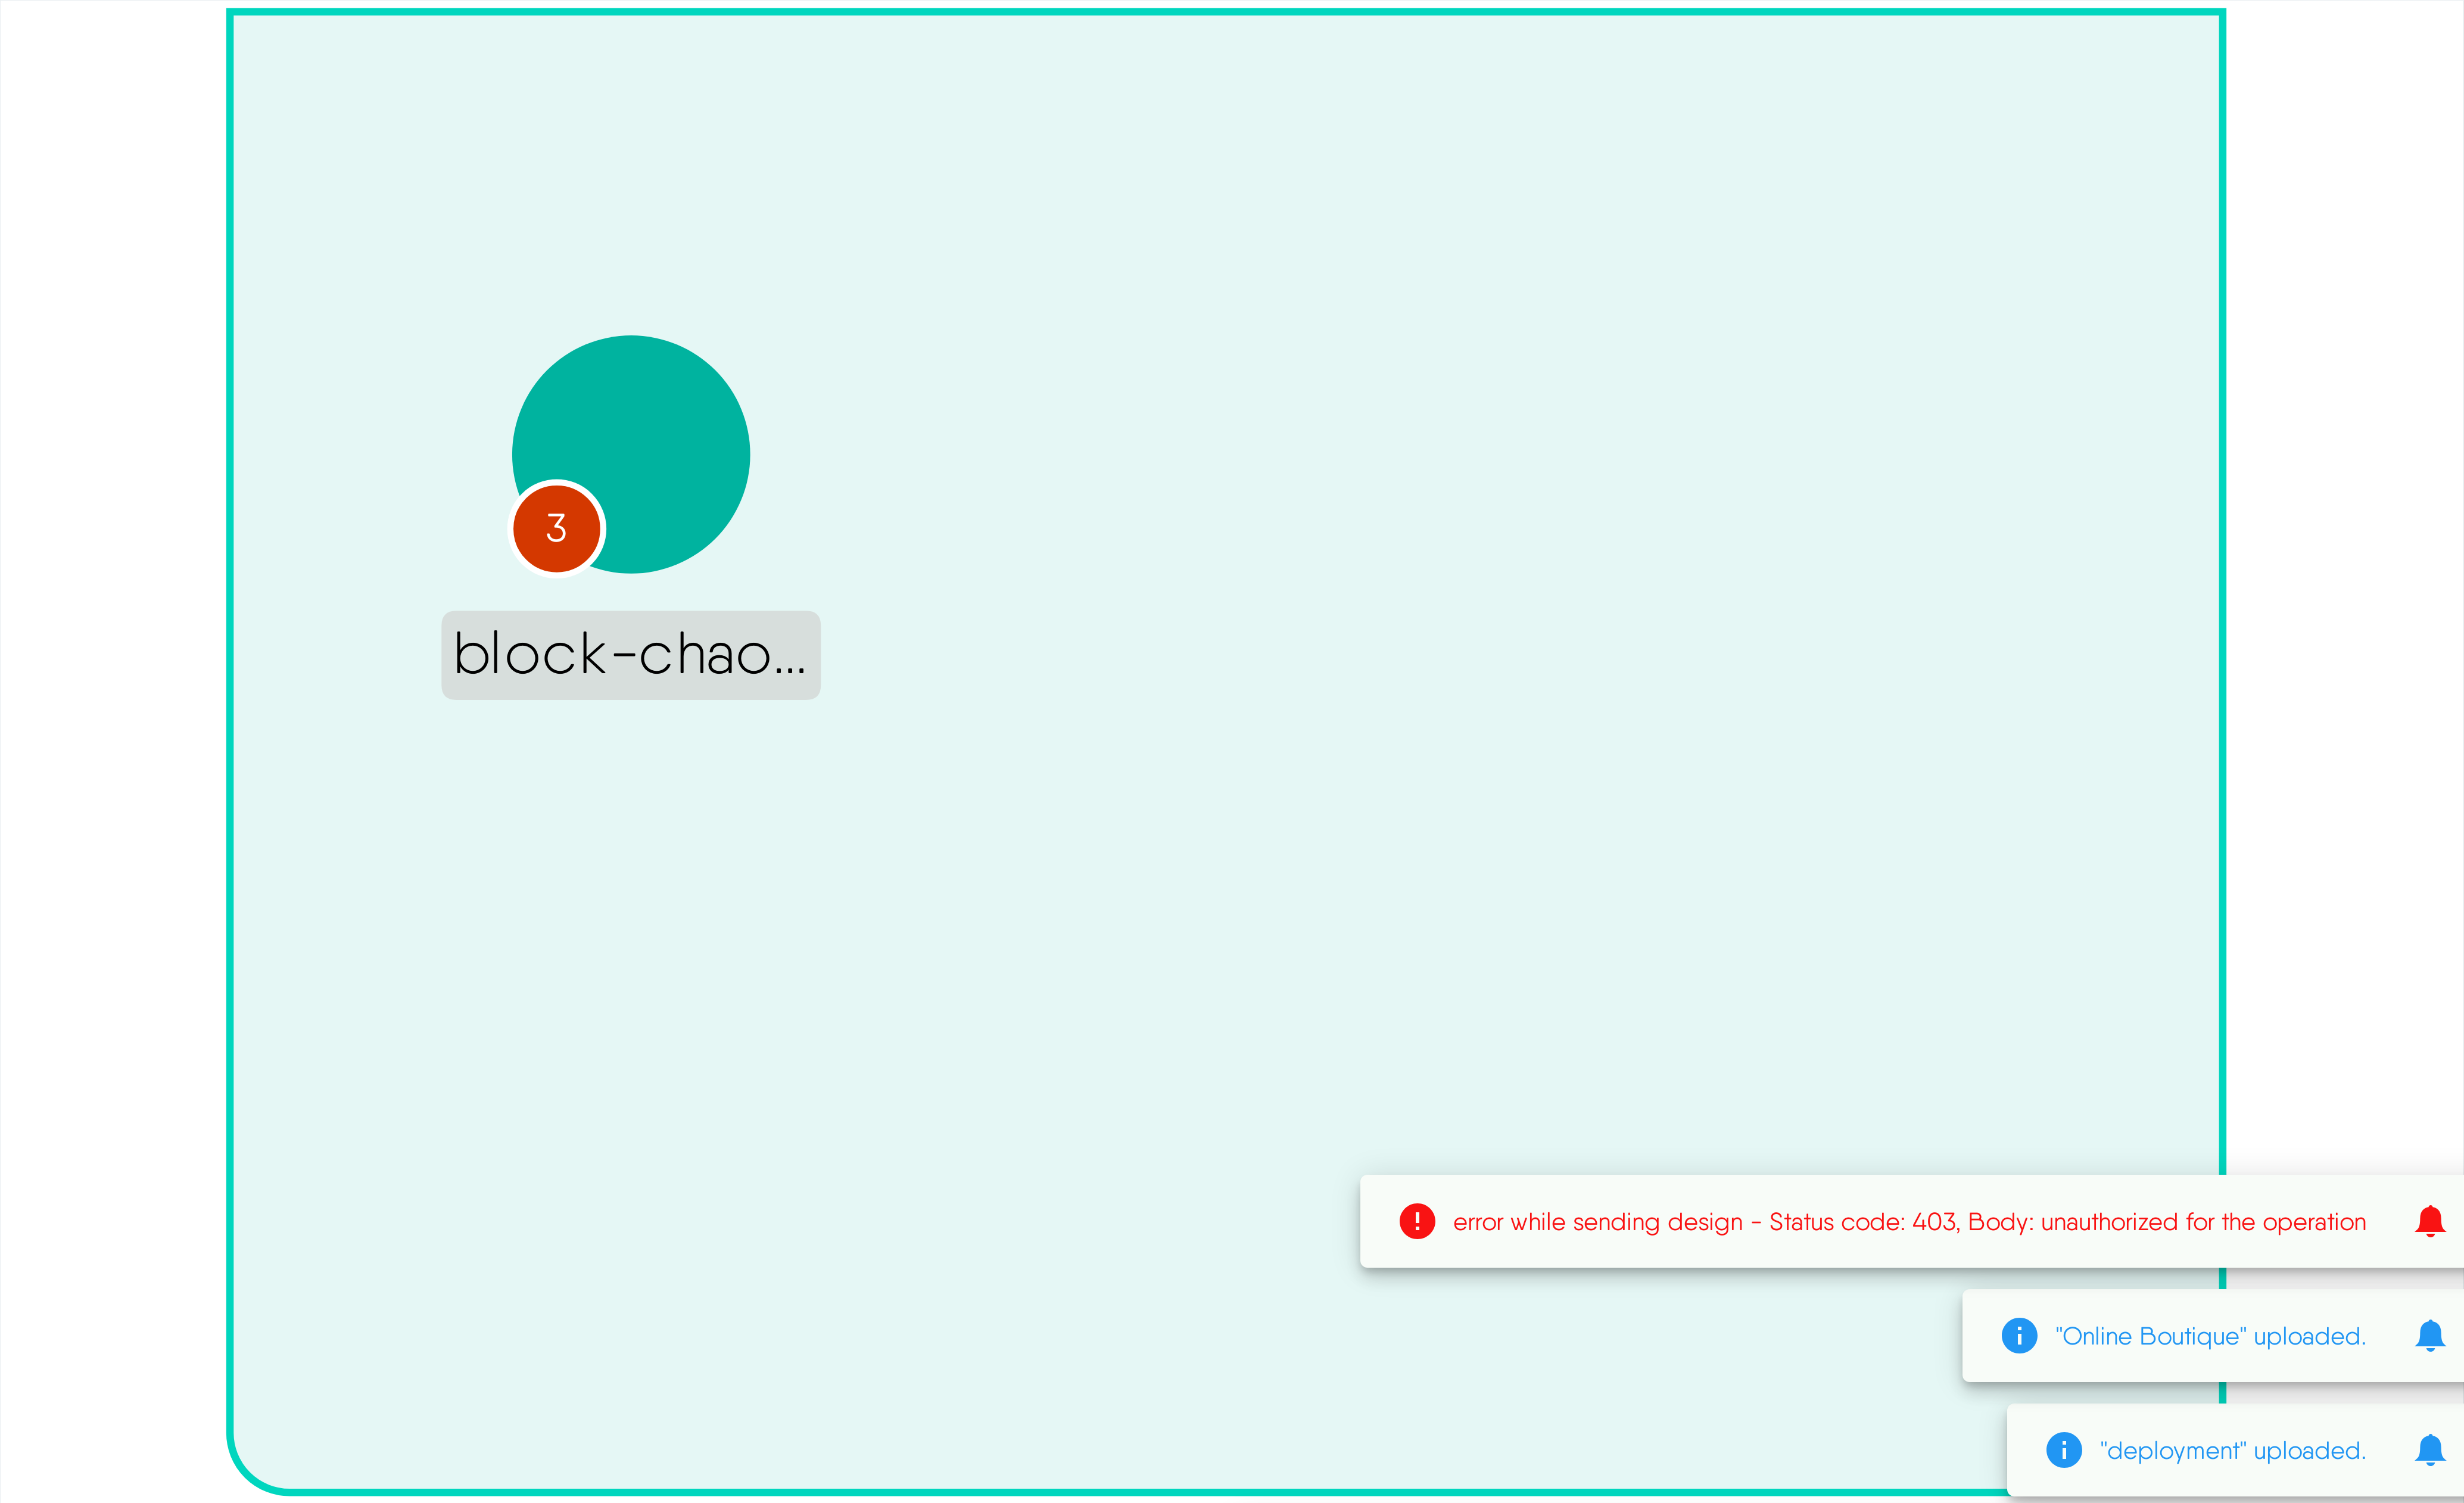 3
block-chao...
error while sending design - Status code: 403, Body: unauthorized for the operation
"Online Boutique" uploaded.
"deployment" uploaded.